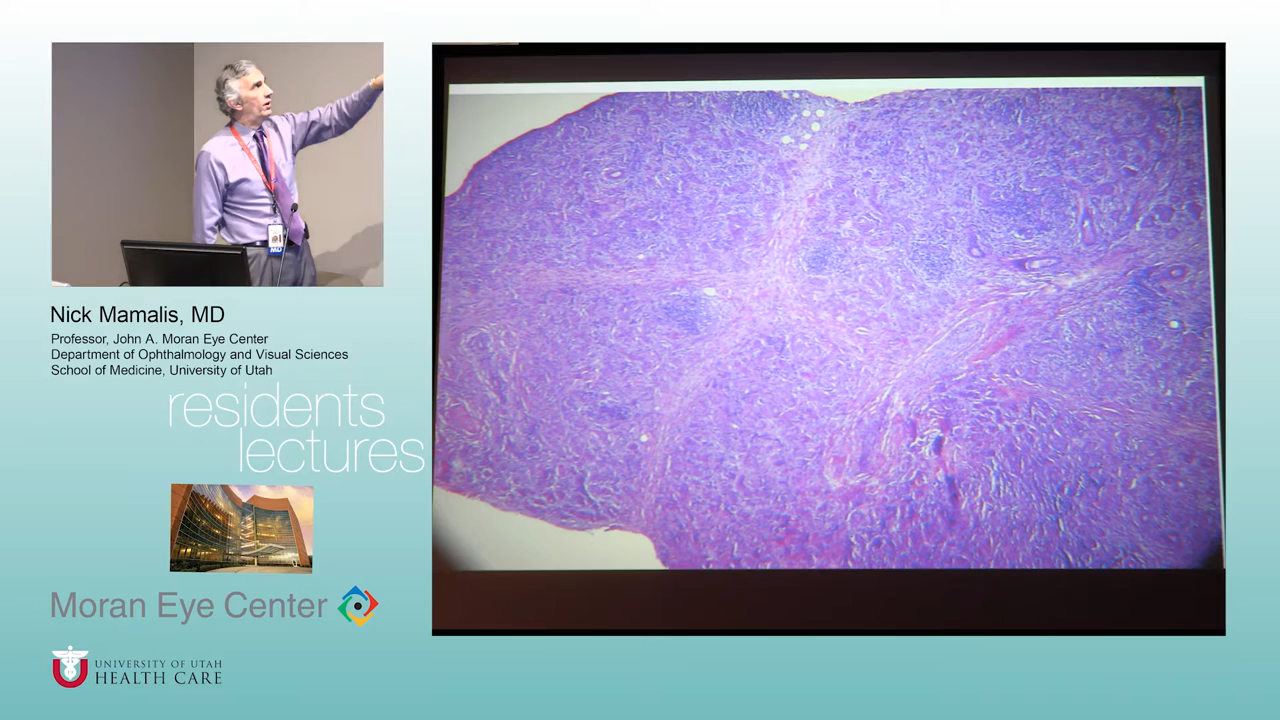 Nick Mamalis, MD
Professor, John A. Moran Eye Center
Department of Ophthalmology and Visual Sciences
School of Medicine, University of Utah
residents
lectures
Moran Eye Center
UNIVERSITY OF UTAH
HEALTH CARE
MD